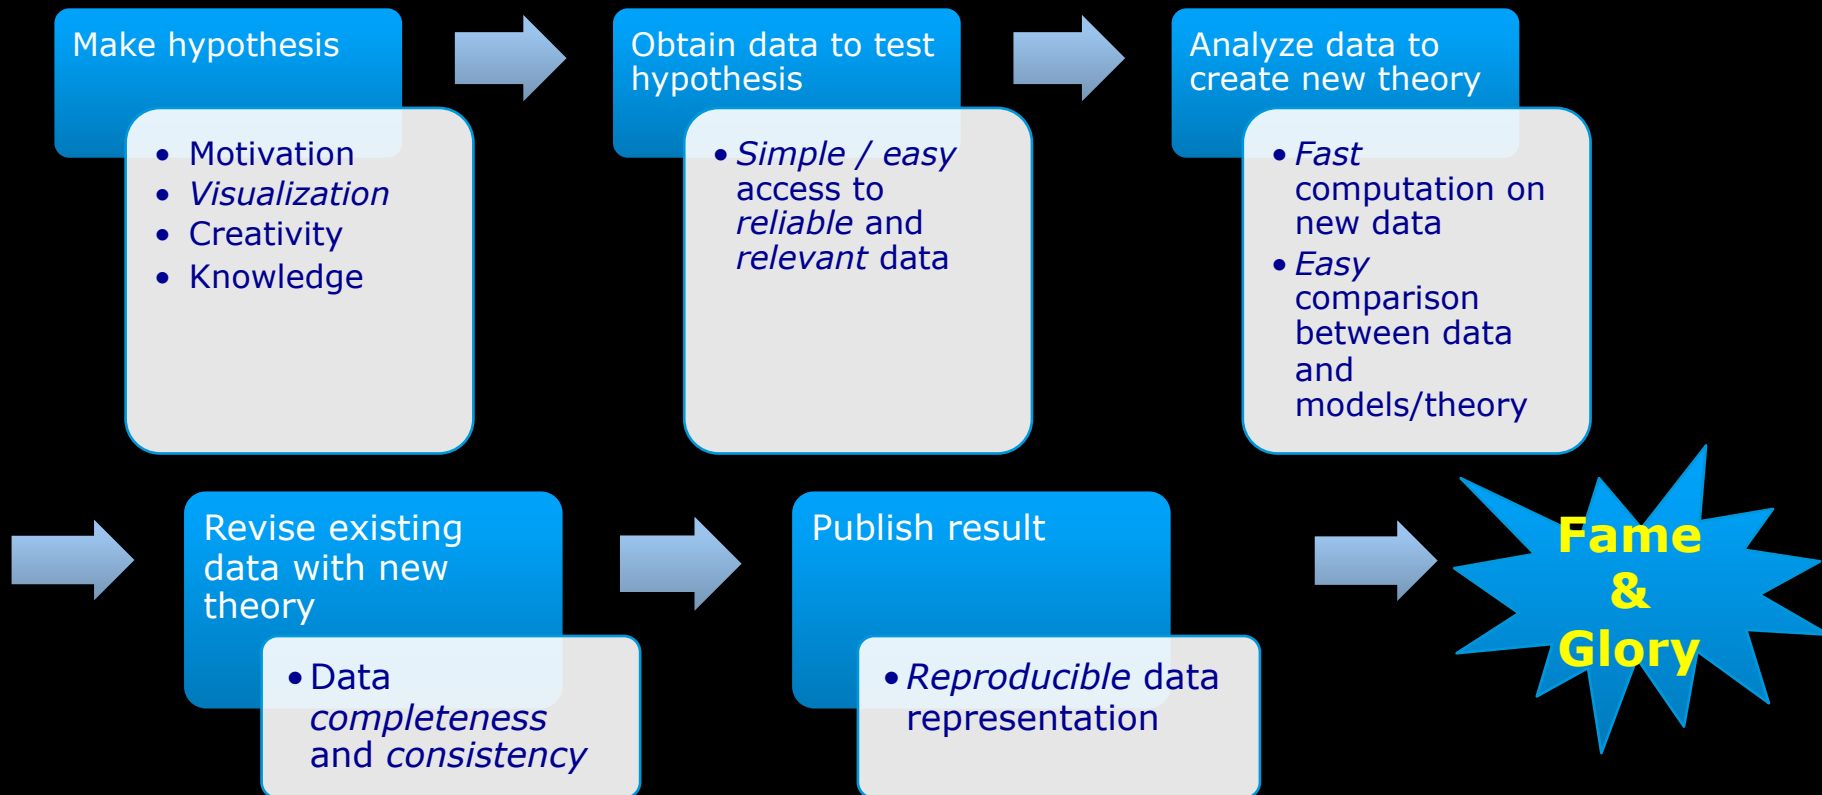 Make hypothesis
• Motivation
• Visualization
• Creativity
• Knowledge
Obtain data to test
hypothesis
• Simple / easy
access to
reliable and
relevant data
Analyze data to
create new theory
• Fast
computation on
new data
• Easy
comparison
between data
and
models/theory
Revise existing
data with new
theory
• Data
completeness
and consistency
Publish result
• Reproducible data
representation
Fame
&
Glory